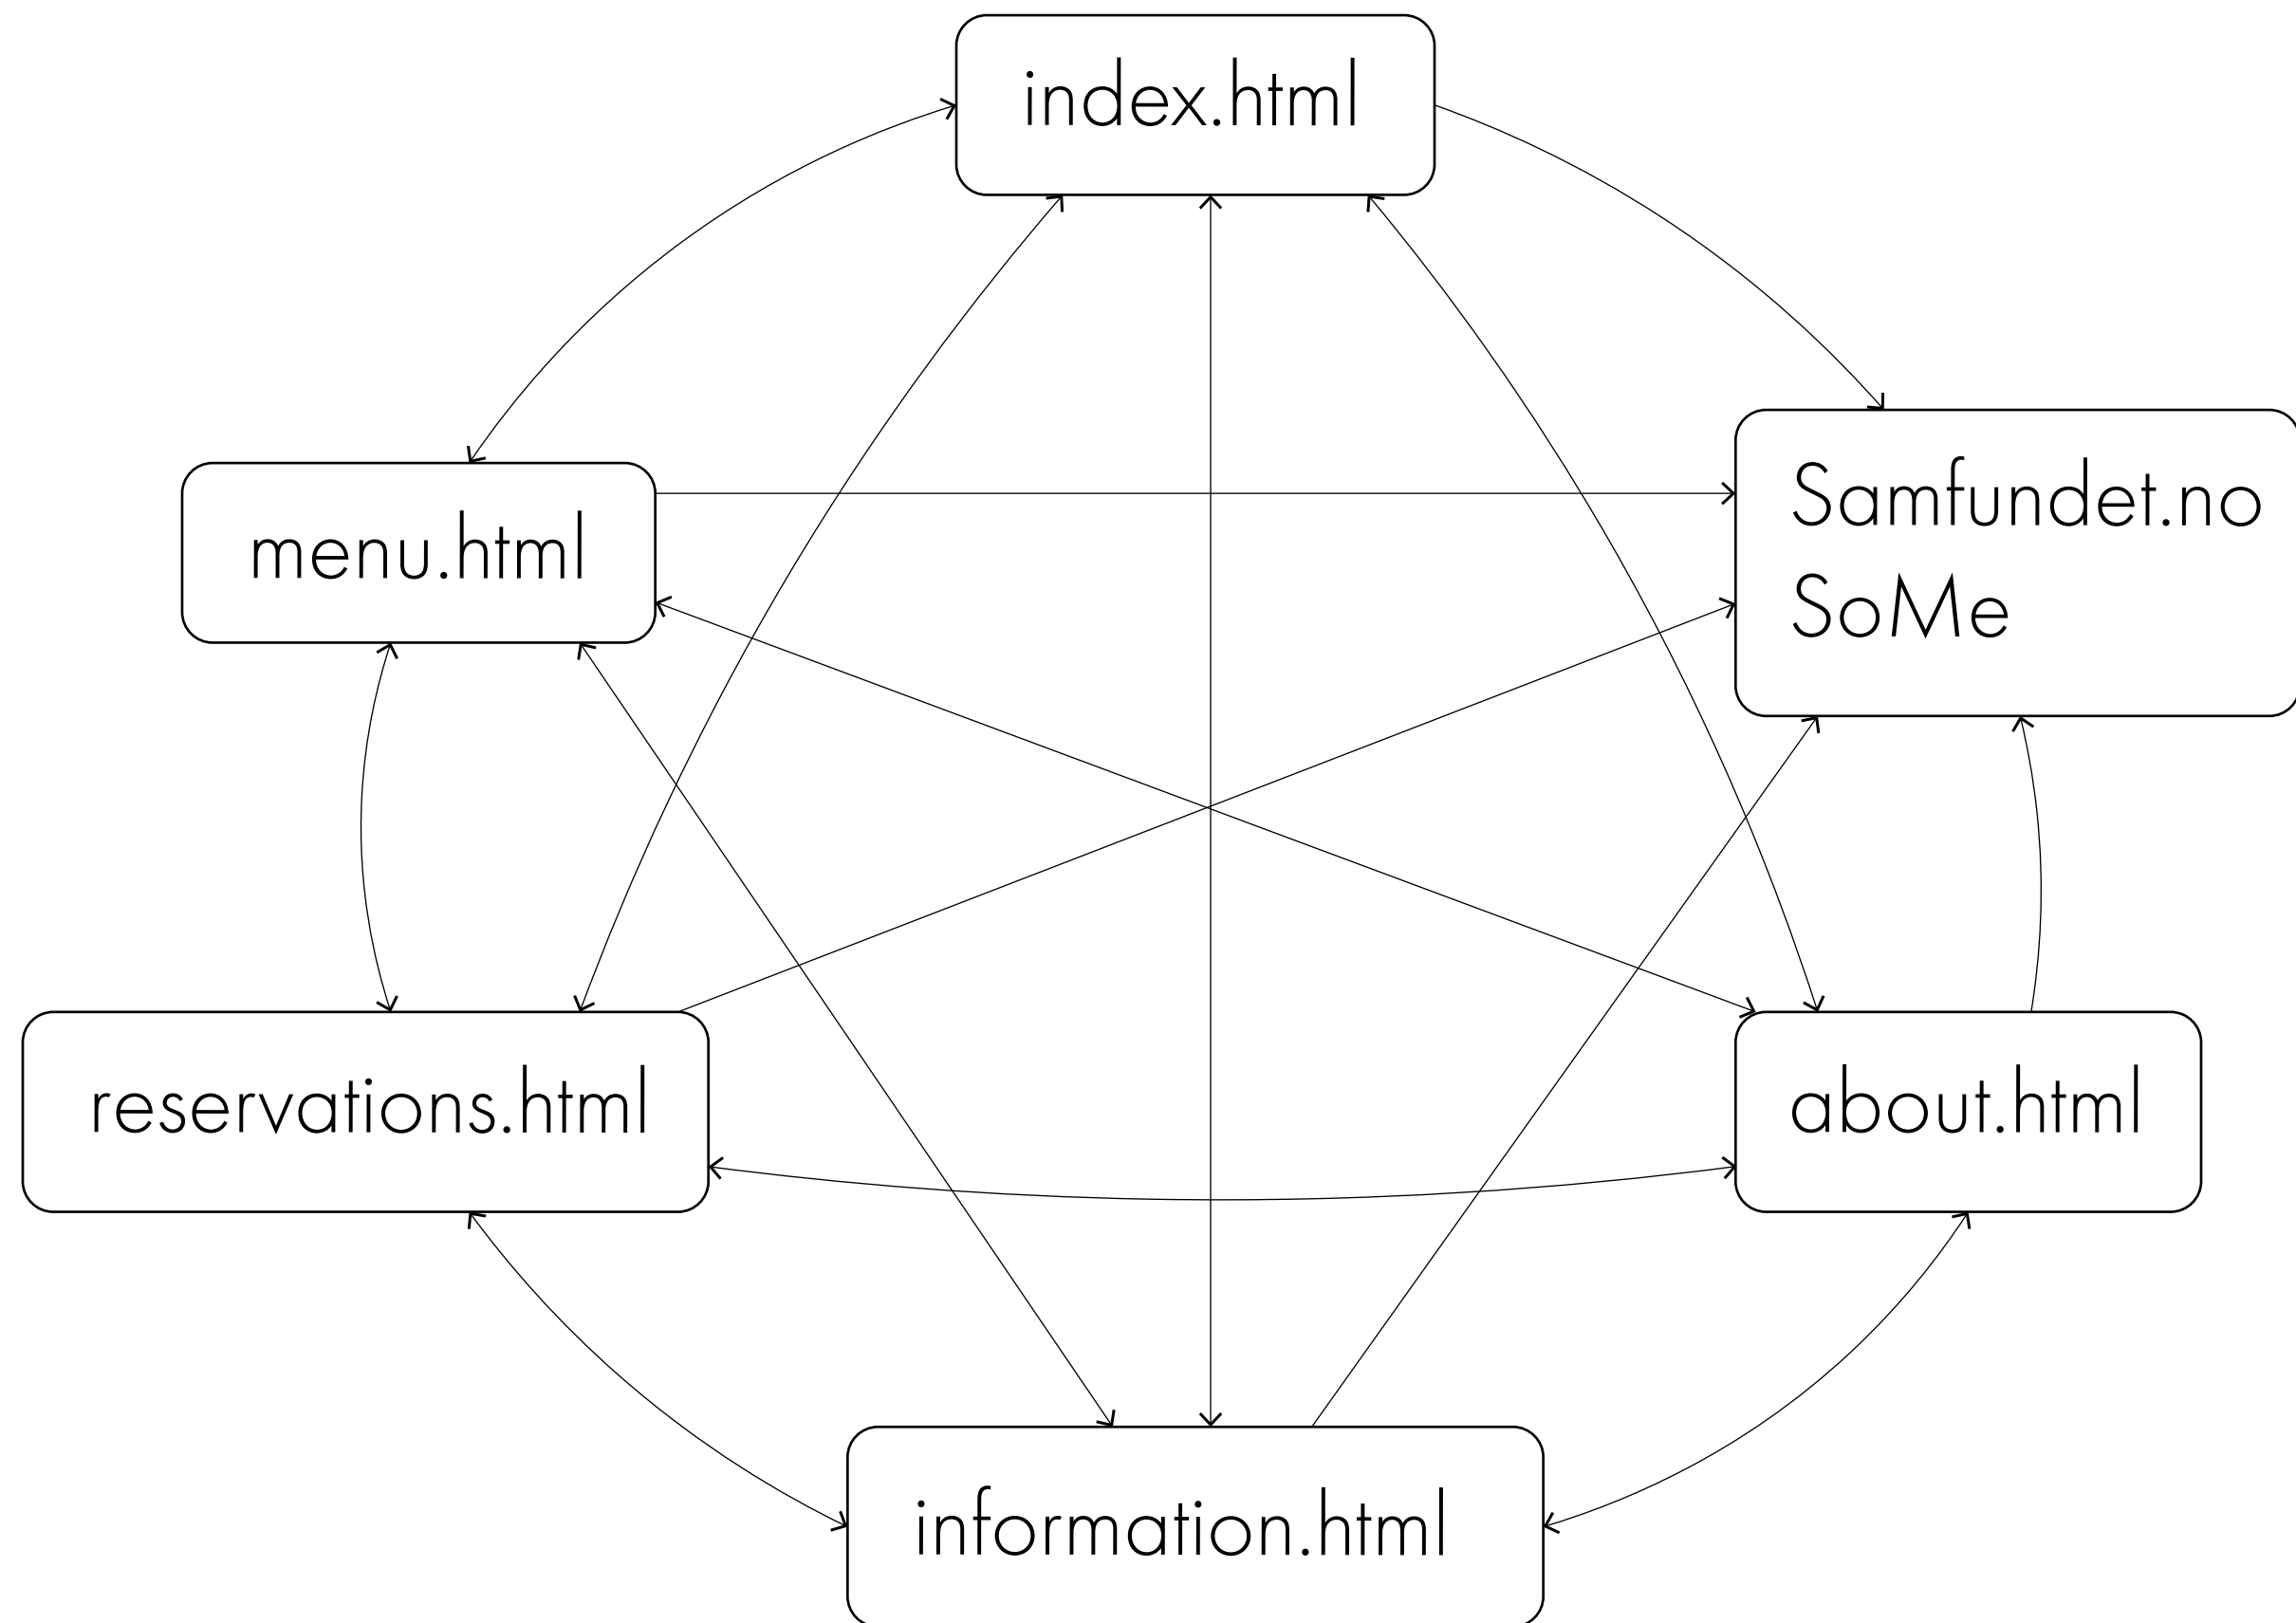 index.html
Samfundet.no
SoMe
menu.html
reservations.html
about.html
information.html